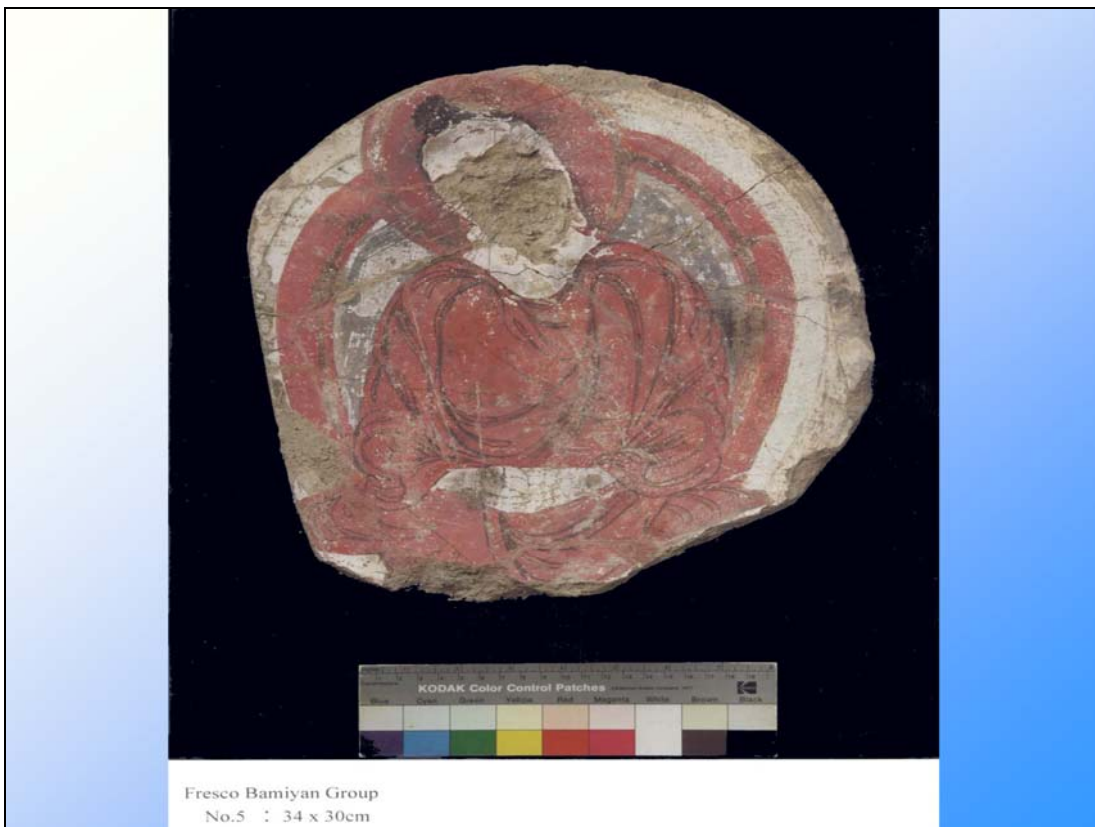 KODAK Color Control Patches
Blue Cyan Green Yellow Red Magenta White Brown Black
Fresco Bamiyan Group
No.5 : 34 x 30cm